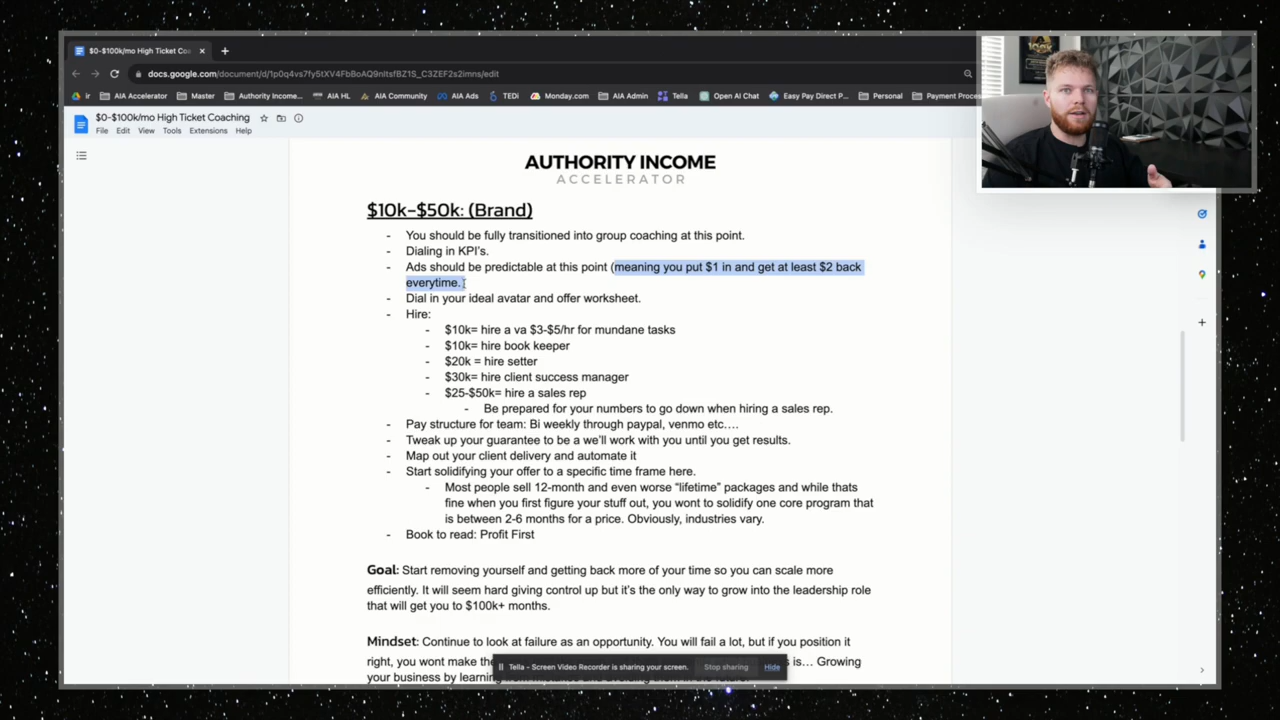 $0-$100k/mo High Ticket Coa
docs.google.com/document/d/1p0q4vs7fy5tXV4FbBoAQ9nItsfBZ1S_C3ZEF2s2imns/edit
ir
AIA Accelerator
Master
Authority Income...
AIA HL
AIA Community
AIA Ads
TEDi
Monday.com
AIA Admin
Tella
Open AI Chat
Easy Pay Direct P...
Personal
Payment Proces
$0-$100k/mo High Ticket Coaching
File Edit View Tools Extensions Help
AUTHORITY INCOME
ACCELERATOR
$10k-$50k: (Brand)
- You should be fully transitioned into group coaching at this point.
- Dialing in KPI's.
- Ads should be predictable at this point (meaning you put $1 in and get at least $2 back
everytime.
- Dial in your ideal avatar and offer worksheet.
- Hire:
- $10k= hire a va $3-$5/hr for mundane tasks
- $10k= hire book keeper
- $20k = hire setter
- $30k= hire client success manager
- $25-$50k= hire a sales rep
- Be prepared for your numbers to go down when hiring a sales rep.
- Pay structure for team: Bi weekly through paypal, venmo etc....
- Tweak up your guarantee to be a we'll work with you until you get results.
- Map out your client delivery and automate it
- Start solidifying your offer to a specific time frame here.
- Most people sell 12-month and even worse "lifetime" packages and while thats
fine when you first figure your stuff out, you wont to solidify one core program that
is between 2-6 months for a price. Obviously, industries vary.
- Book to read: Profit First
Goal: Start removing yourself and getting back more of your time so you can scale more
efficiently. It will seem hard giving control up but it's the only way to grow into the leadership role
that will get you to $100k+ months.
Mindset: Continue to look at failure as an opportunity. You will fail a lot, but if you position it
right, you wont make the s is... Growing
Tella - Screen Video Recorder is sharing your screen. Stop sharing Hide
your business by learning